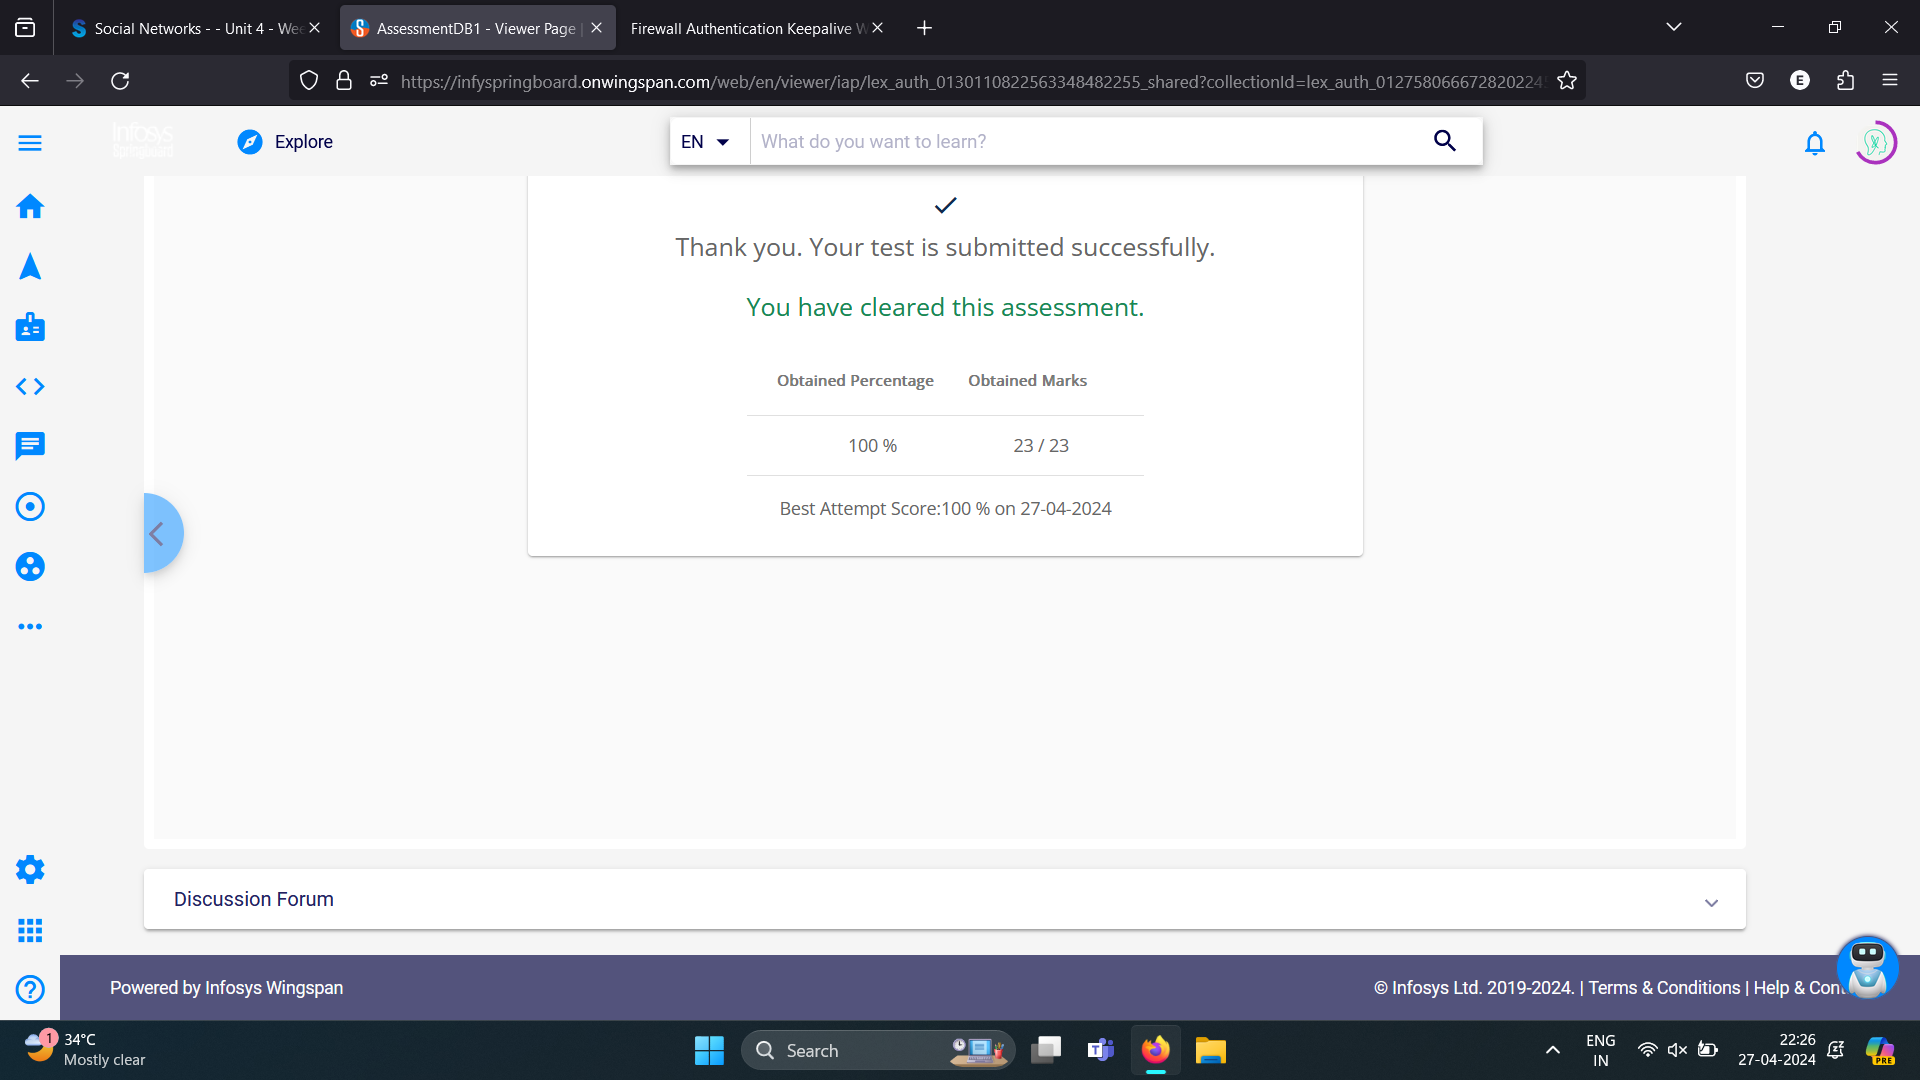 Social Networks - - Unit 4 - Wee
AssessmentDB1 - Viewer Page |
Firewall Authentication Keepalive W
https://infyspringboard.onwingspan.com/web/en/viewer/iap/lex_auth_0130110822563348482255_shared?collectionId=lex_auth_012758066672820224
E
Infosys
Springboard
Explore
EN
What do you want to learn?
Thank you. Your test is submitted successfully.
You have cleared this assessment.
Obtained Percentage Obtained Marks
100 % 23 / 23
Best Attempt Score:100 % on 27-04-2024
Discussion Forum
Powered by Infosys Wingspan
© Infosys Ltd. 2019-2024. | Terms & Conditions | Help & Cont
1
34°C
Mostly clear
Search
ENG
IN
22:26
27-04-2024
PRE